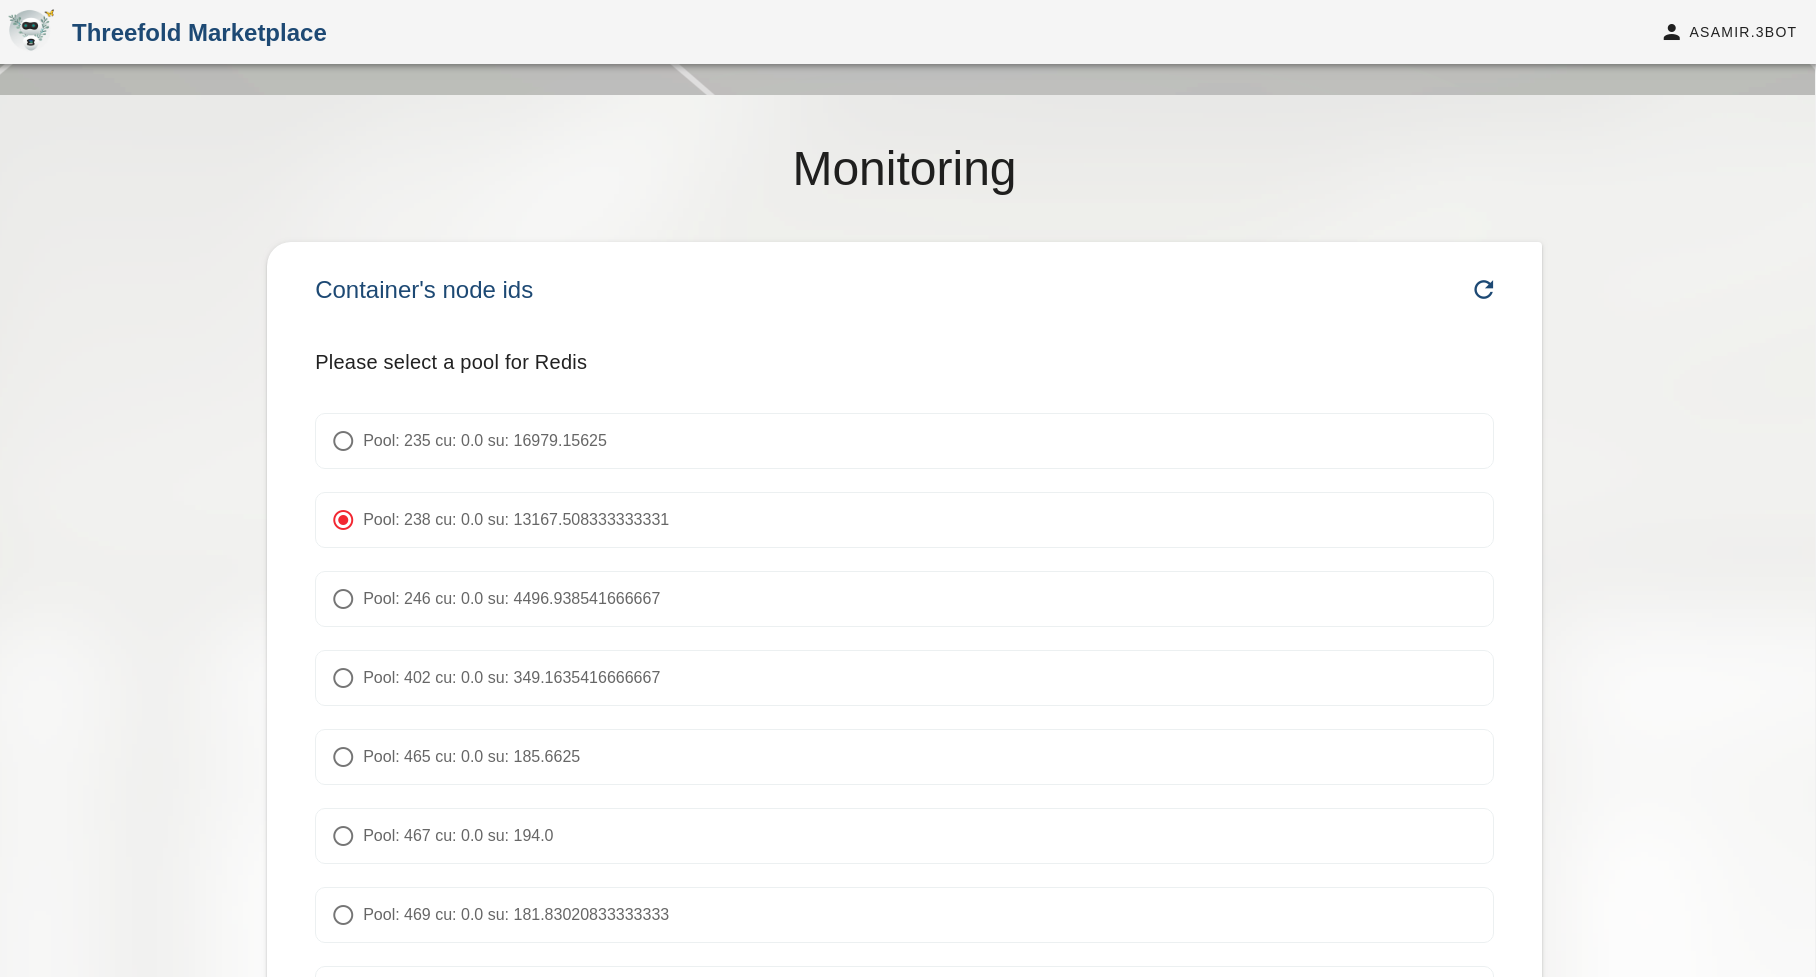 Threefold Marketplace
ASAMIR.3BOT
Monitoring
Container's node ids
Please select a pool for Redis
Pool: 235 cu: 0.0 su: 16979.15625
Pool: 238 cu: 0.0 su: 13167.508333333331
Pool: 246 cu: 0.0 su: 4496.938541666667
Pool: 402 cu: 0.0 su: 349.1635416666667
Pool: 465 cu: 0.0 su: 185.6625
Pool: 467 cu: 0.0 su: 194.0
Pool: 469 cu: 0.0 su: 181.83020833333333